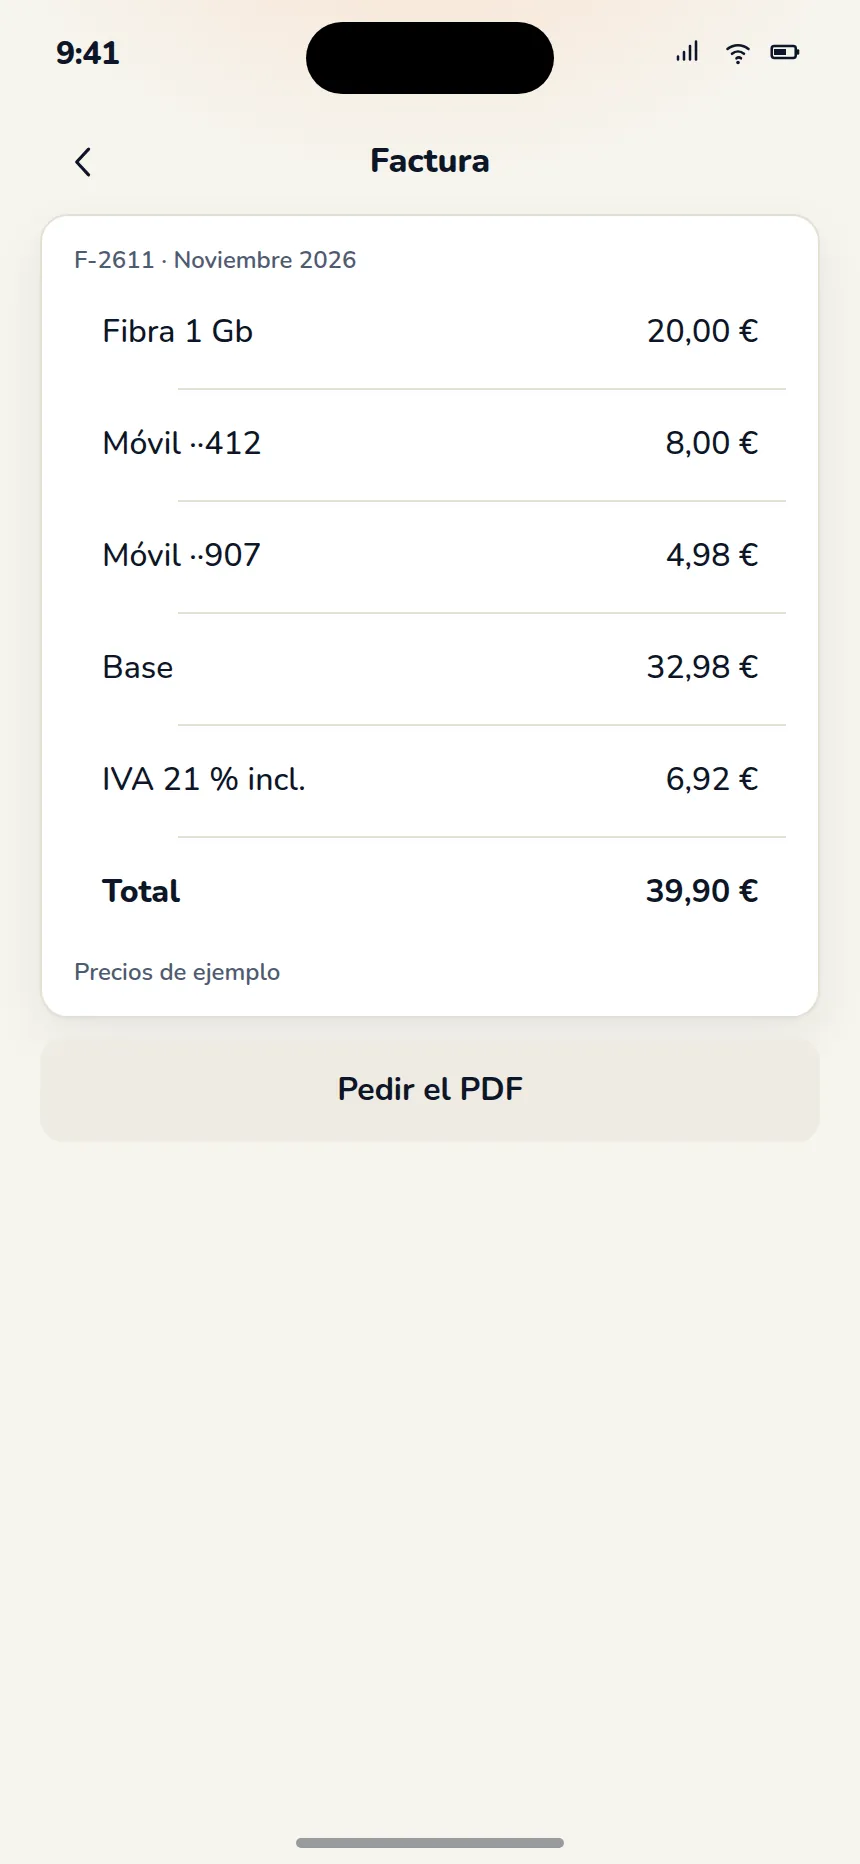 9:41
Factura
F-2611 · Noviembre 2026
Fibra 1 Gb 20,00 €
Móvil ··412 8,00 €
Móvil ··907 4,98 €
Base 32,98 €
IVA 21 % incl. 6,92 €
Total 39,90 €
Precios de ejemplo
Pedir el PDF